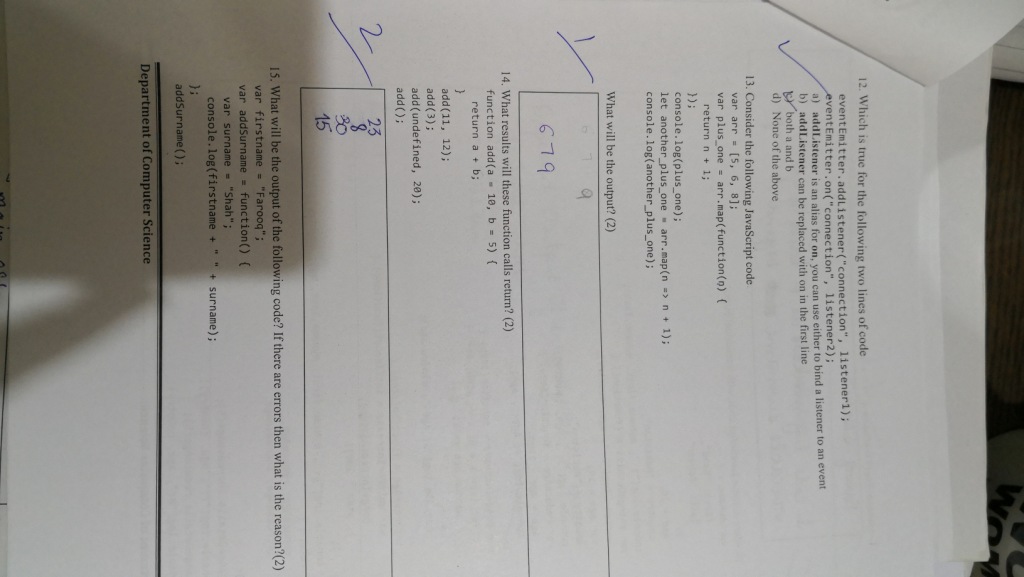 WOM
12. Which is true for the following two lines of code
eventEmitter.addListener("connection", listener1);
eventEmitter.on("connection", listener2);
a) addListener is an alias for on, you can use either to bind a listener to an event
b) addListener can be replaced with on in the first line
c) both a and b
d) None of the above
13. Consider the following JavaScript code
var arr = [5, 6, 8];
var plus_one = arr.map(function(n) {
return n + 1;
});
console.log(plus_one);
let another_plus_one = arr.map(n => n + 1);
console.log(another_plus_one);
What will be the output? (2)
1
6 7 9
6 7 9
14. What results will these function calls return? (2)
function add(a = 10, b = 5) {
return a + b;
}
add(11, 12);
add(3);
add(undefined, 20);
add();
2
23
8
30
15
15. What will be the output of the following code? If there are errors then what is the reason?(2)
var firstname = "Farooq";
var addSurname = function() {
var surname = "Shah";
console.log(firstname + " " + surname);
};
addSurname();
Department of Computer Science